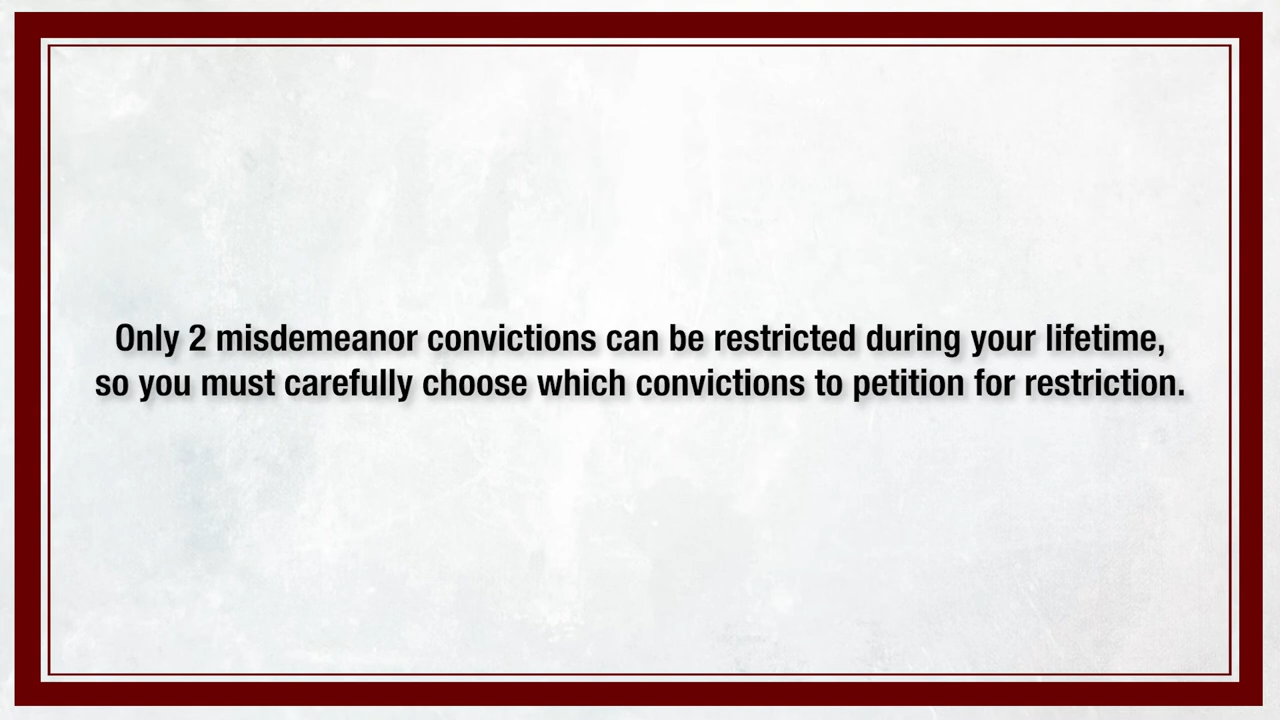 Only 2 misdemeanor convictions can be restricted during your lifetime,
so you must carefully choose which convictions to petition for restriction.